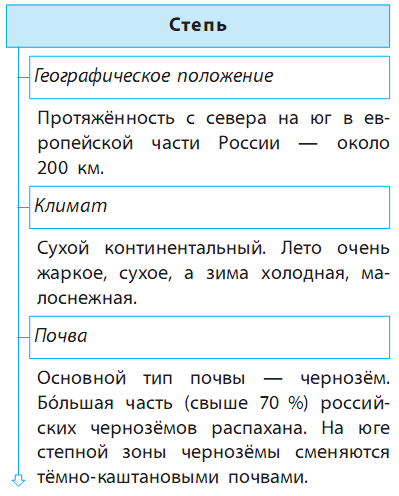 Степь
Географическое положение
Протяжённость с севера на юг в ев-
ропейской части России — около
200 км.
Климат
Сухой континентальный. Лето очень
жаркое, сухое, а зима холодная, ма-
лоснежная.
Почва
Основной тип почвы — чернозём.
Бо́льшая часть (свыше 70 %) россий-
ских чернозёмов распахана. На юге
степной зоны чернозёмы сменяются
тёмно-каштановыми почвами.